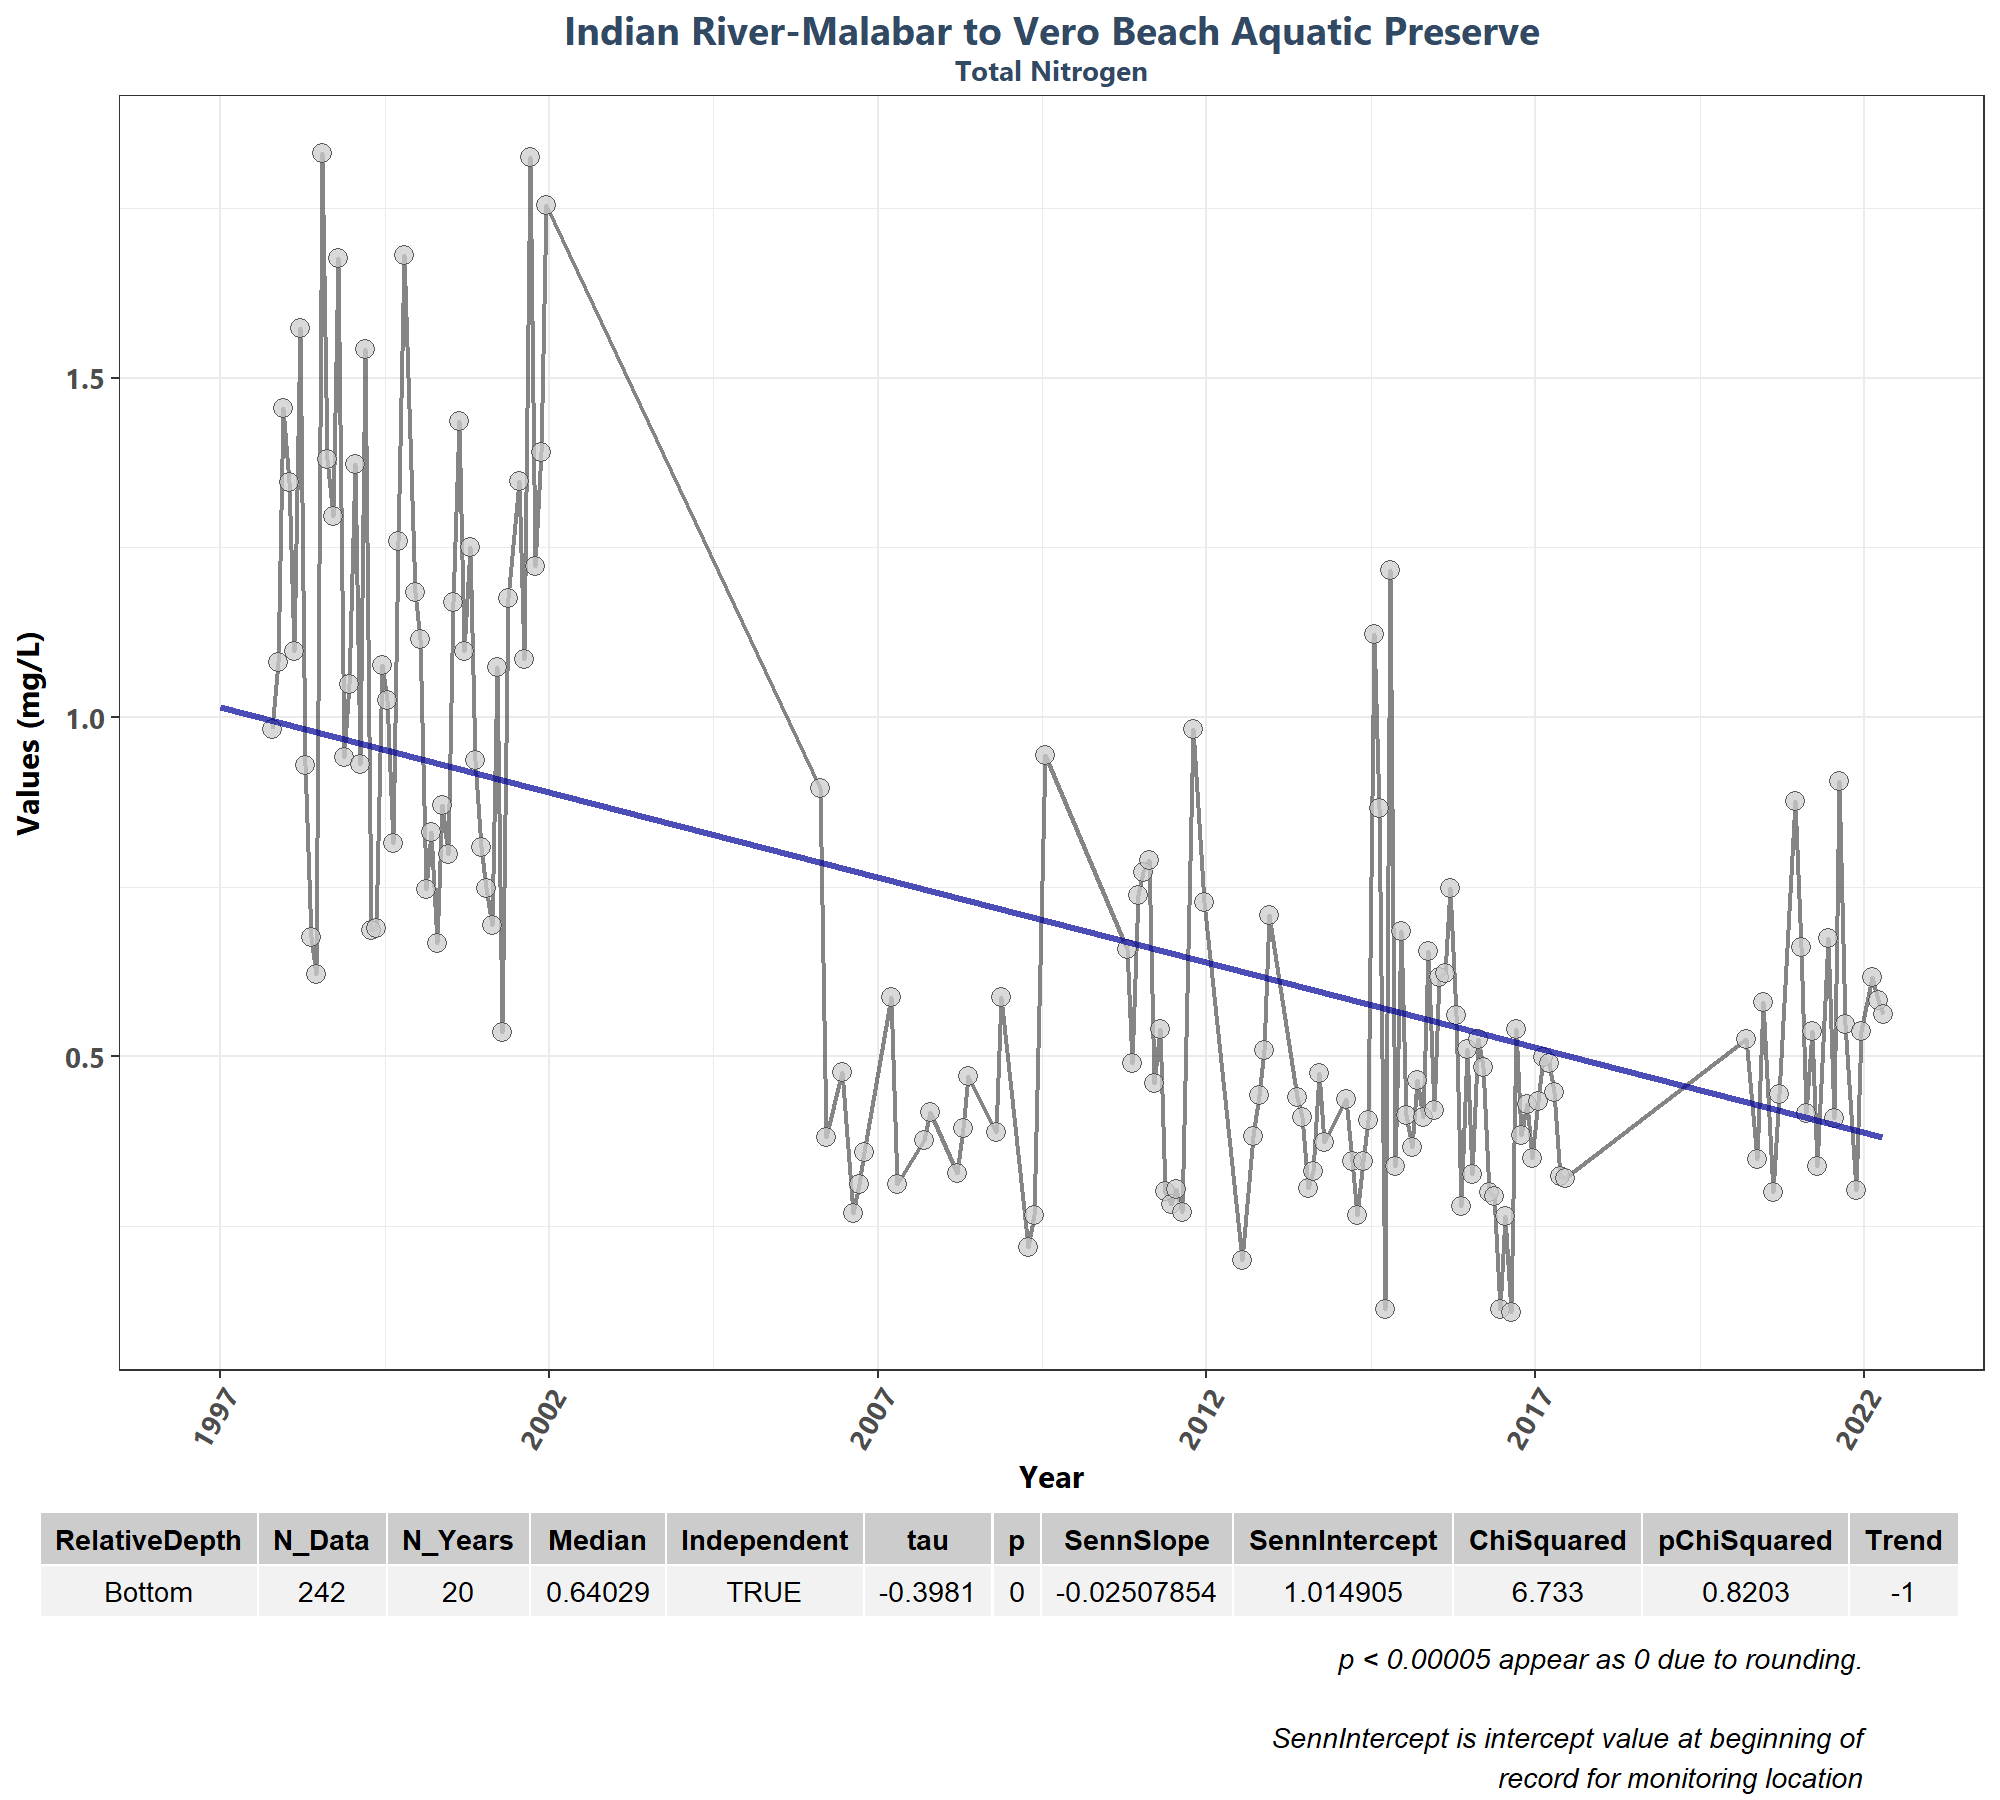 Indian River-Malabar to Vero Beach Aquatic Preserve
Total Nitrogen
Values (mg/L)
1.5
1.0
0.5
1997 2002 2007 2012 2017 2022
Year
RelativeDepth N_Data N_Years Median Independent tau p SennSlope SennIntercept ChiSquared pChiSquared Trend
Bottom 242 20 0.64029 TRUE -0.3981 0 -0.02507854 1.014905 6.733 0.8203 -1
p < 0.00005 appear as 0 due to rounding.
SennIntercept is intercept value at beginning of
record for monitoring location